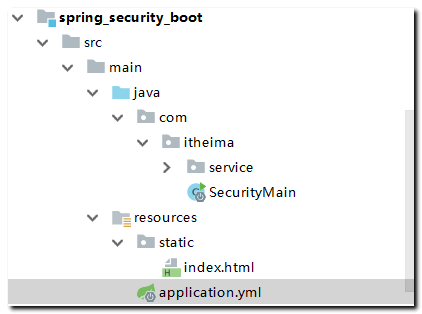 spring_security_boot
src
main
java
com
itheima
service
SecurityMain
resources
static
index.html
application.yml